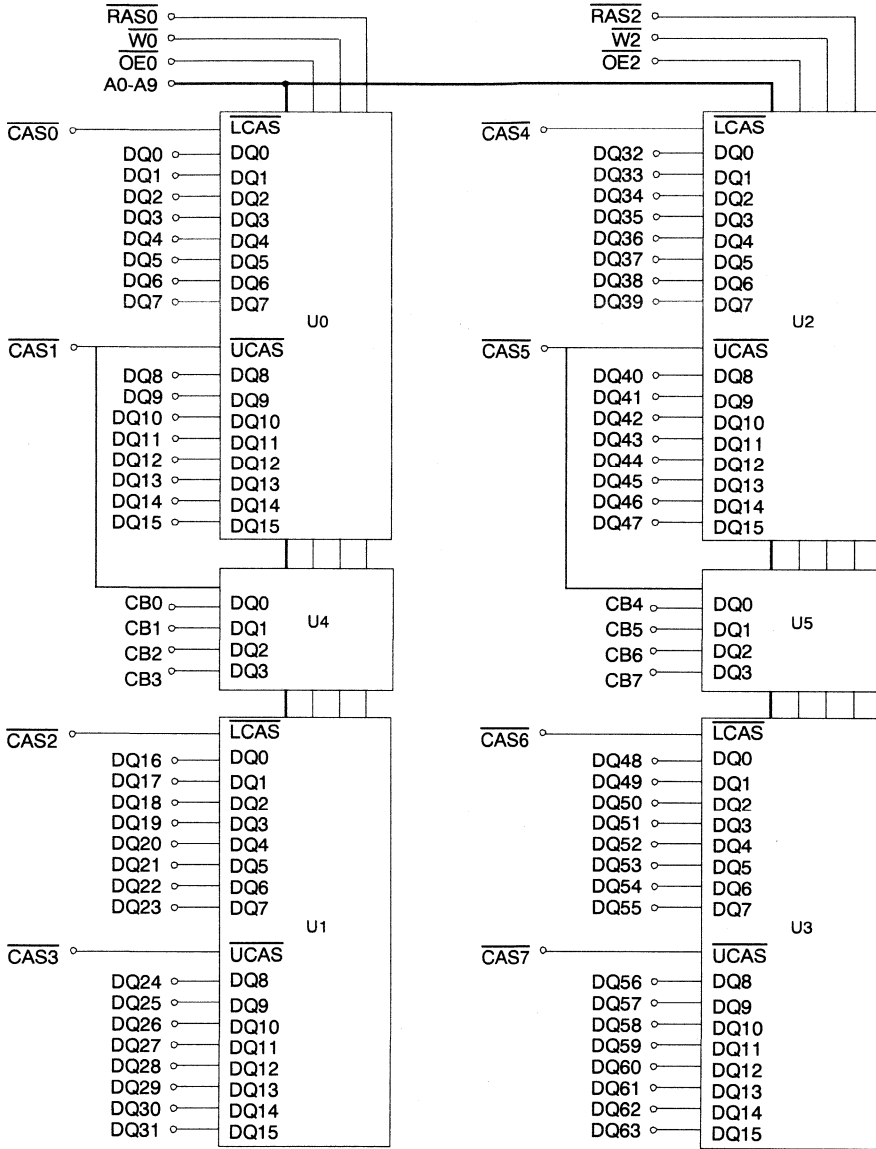 RAS0
W0
OE0
A0-A9
CAS0
LCAS
DQ0 DQ0
DQ1 DQ1
DQ2 DQ2
DQ3 DQ3
DQ4 DQ4
DQ5 DQ5
DQ6 DQ6
DQ7 DQ7
U0
CAS1
UCAS
DQ8 DQ8
DQ9 DQ9
DQ10 DQ10
DQ11 DQ11
DQ12 DQ12
DQ13 DQ13
DQ14 DQ14
DQ15 DQ15
CB0 DQ0
CB1 DQ1
CB2 DQ2
CB3 DQ3
U4
CAS2
LCAS
DQ16 DQ0
DQ17 DQ1
DQ18 DQ2
DQ19 DQ3
DQ20 DQ4
DQ21 DQ5
DQ22 DQ6
DQ23 DQ7
U1
CAS3
UCAS
DQ24 DQ8
DQ25 DQ9
DQ26 DQ10
DQ27 DQ11
DQ28 DQ12
DQ29 DQ13
DQ30 DQ14
DQ31 DQ15
RAS2
W2
OE2
CAS4
LCAS
DQ32 DQ0
DQ33 DQ1
DQ34 DQ2
DQ35 DQ3
DQ36 DQ4
DQ37 DQ5
DQ38 DQ6
DQ39 DQ7
U2
CAS5
UCAS
DQ40 DQ8
DQ41 DQ9
DQ42 DQ10
DQ43 DQ11
DQ44 DQ12
DQ45 DQ13
DQ46 DQ14
DQ47 DQ15
CB4 DQ0
CB5 DQ1
CB6 DQ2
CB7 DQ3
U5
CAS6
LCAS
DQ48 DQ0
DQ49 DQ1
DQ50 DQ2
DQ51 DQ3
DQ52 DQ4
DQ53 DQ5
DQ54 DQ6
DQ55 DQ7
U3
CAS7
UCAS
DQ56 DQ8
DQ57 DQ9
DQ58 DQ10
DQ59 DQ11
DQ60 DQ12
DQ61 DQ13
DQ62 DQ14
DQ63 DQ15